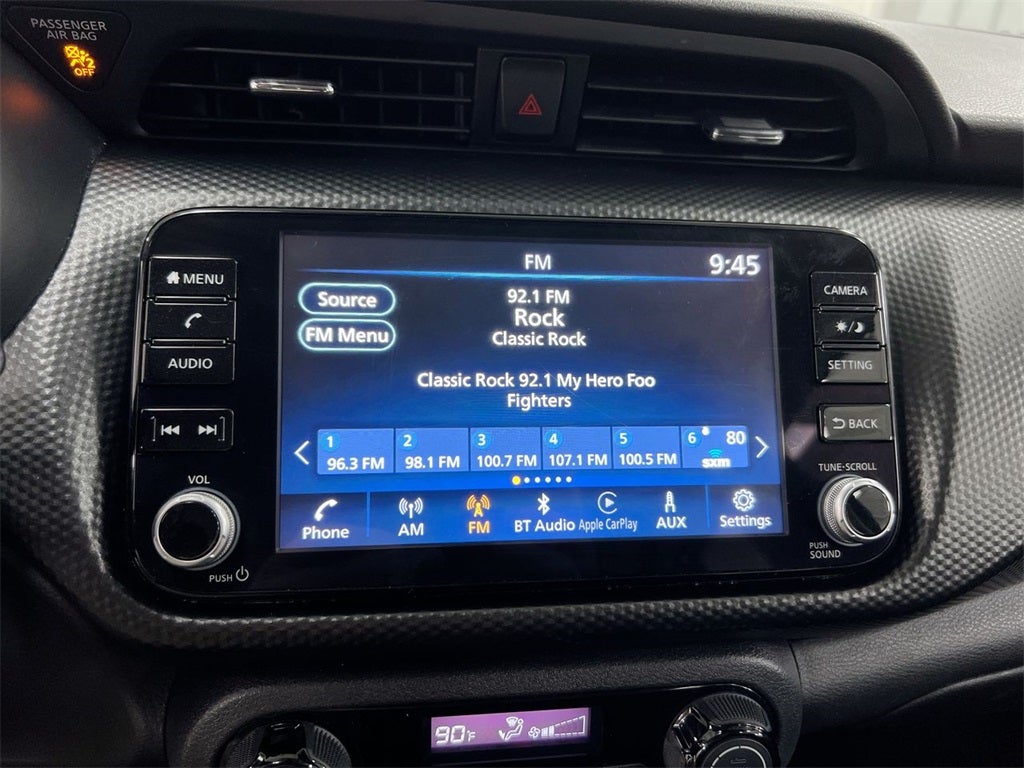 PASSENGER
AIR BAG
2
OFF
FM 9:45
MENU
AUDIO
VOL
PUSH
Source
FM Menu
92.1 FM
Rock
Classic Rock
Classic Rock 92.1 My Hero Foo
Fighters
1 2 3 4 5 6 80
96.3 FM 98.1 FM 100.7 FM 107.1 FM 100.5 FM sxm
Phone AM FM BT Audio Apple CarPlay AUX Settings
CAMERA
SETTING
BACK
TUNE·SCROLL
PUSH
SOUND
90°F